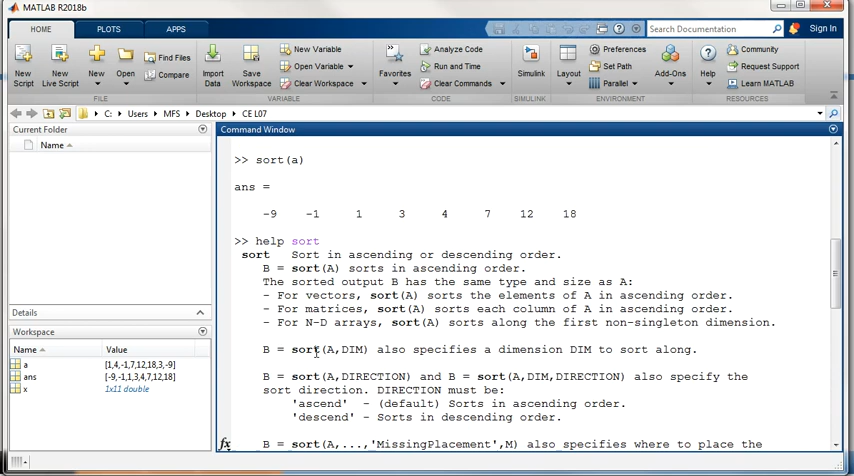 MATLAB R2018b
HOME PLOTS APPS
Search Documentation
Sign In
New Script
New Live Script
New
Open
Find Files
Compare
FILE
Import Data
Save Workspace
New Variable
Open Variable
Clear Workspace
VARIABLE
Favorites
Analyze Code
Run and Time
Clear Commands
CODE
Simulink
SIMULINK
Layout
Preferences
Set Path
Parallel
Add-Ons
ENVIRONMENT
Help
Community
Request Support
Learn MATLAB
RESOURCES
C: Users MFS Desktop CE L07
Current Folder
Name
Details
Workspace
Name Value
a [1,4,-1,7,12,18,3,-9]
ans [-9,-1,1,3,4,7,12,18]
x 1x11 double
Command Window
>> sort(a)
ans =
-9 -1 1 3 4 7 12 18
>> help sort
sort Sort in ascending or descending order.
B = sort(A) sorts in ascending order.
The sorted output B has the same type and size as A:
- For vectors, sort(A) sorts the elements of A in ascending order.
- For matrices, sort(A) sorts each column of A in ascending order.
- For N-D arrays, sort(A) sorts along the first non-singleton dimension.
B = sort(A,DIM) also specifies a dimension DIM to sort along.
B = sort(A,DIRECTION) and B = sort(A,DIM,DIRECTION) also specify the
sort direction. DIRECTION must be:
'ascend' - (default) Sorts in ascending order.
'descend' - Sorts in descending order.
fx B = sort(A,...,'MissingPlacement',M) also specifies where to place the